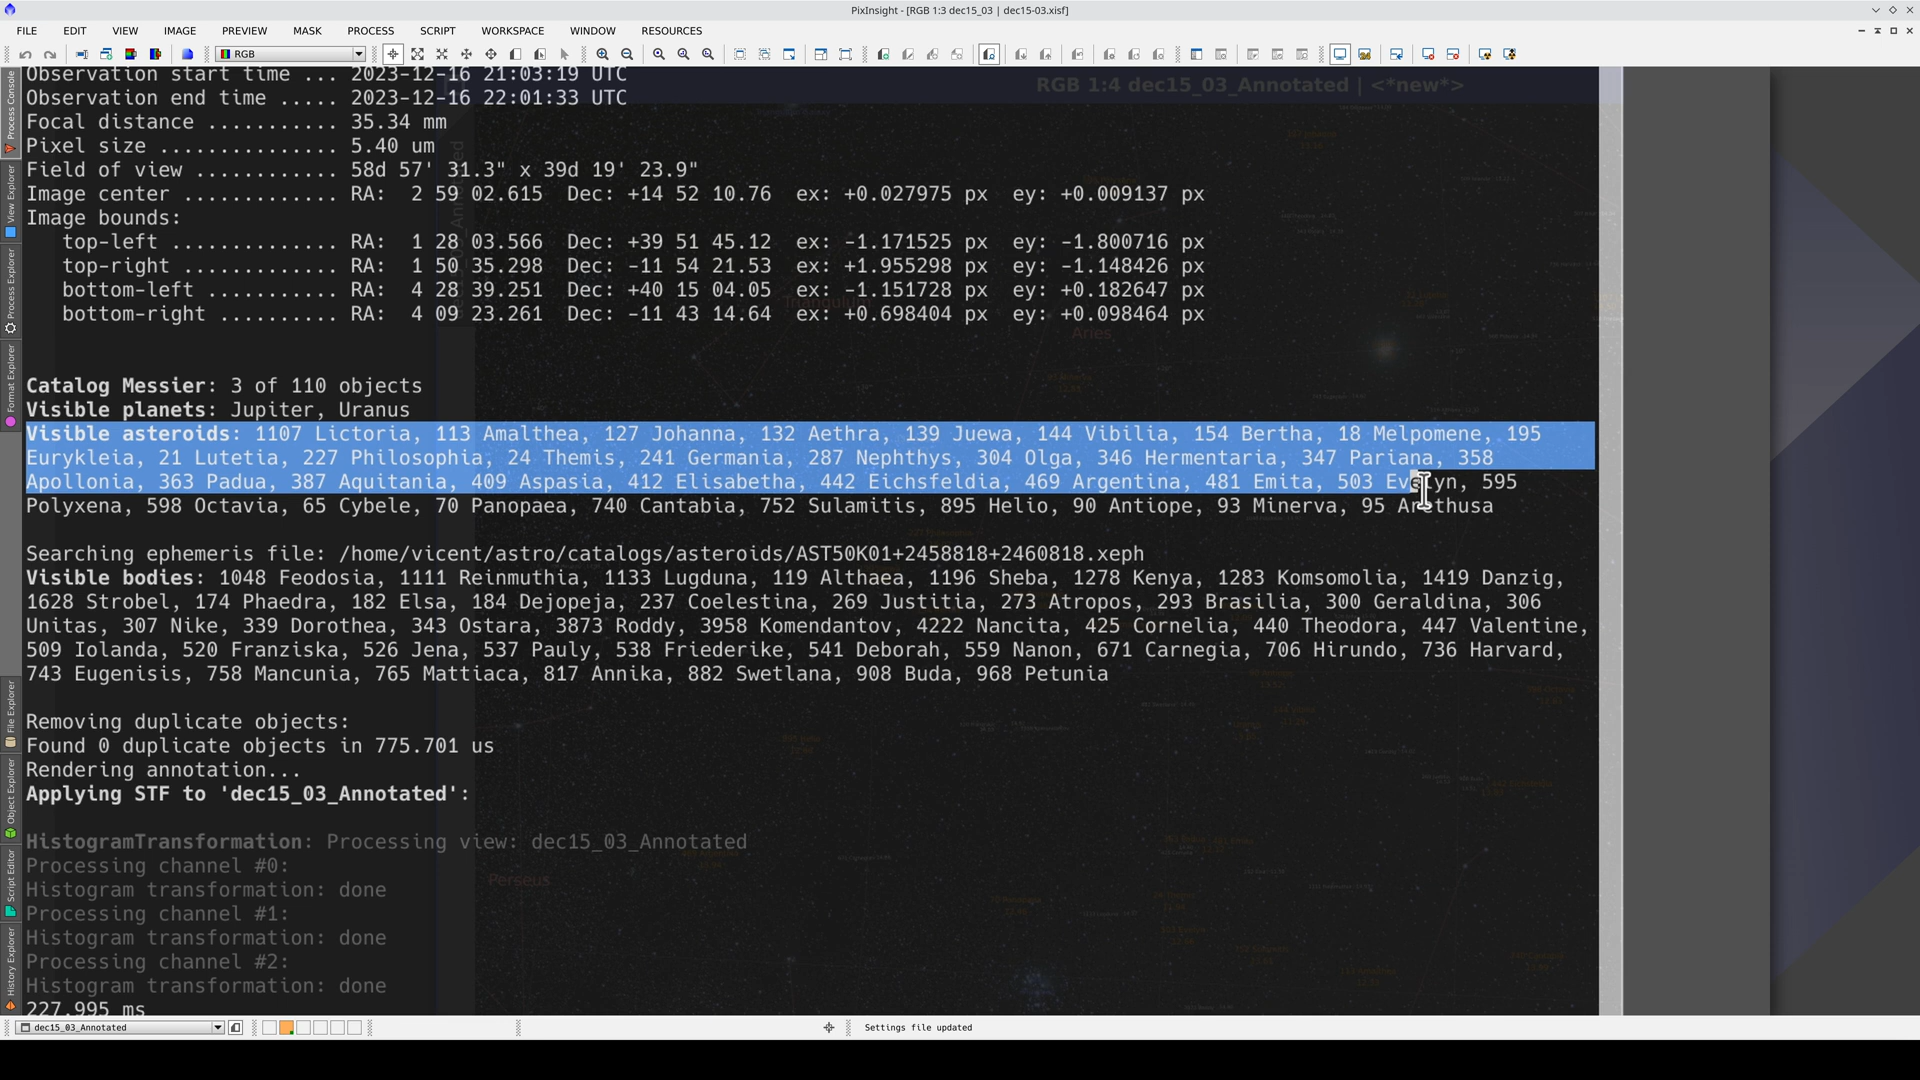 PixInsight - [RGB 1:3 dec15_03 | dec15-03.xisf]
FILE EDIT VIEW IMAGE PREVIEW MASK PROCESS SCRIPT WORKSPACE WINDOW RESOURCES
RGB
Process Console
View Explorer
Process Explorer
Format Explorer
File Explorer
Object Explorer
Script Editor
History Explorer
RGB 1:4 dec15_03_Annotated | <*new*>
Observation start time ... 2023-12-16 21:03:19 UTC
Observation end time ..... 2023-12-16 22:01:33 UTC
Focal distance ........... 35.34 mm
Pixel size ............... 5.40 um
Field of view ............ 58d 57' 31.3" x 39d 19' 23.9"
Image center ............. RA: 2 59 02.615 Dec: +14 52 10.76 ex: +0.027975 px ey: +0.009137 px
Image bounds:
top-left ............. RA: 1 28 03.566 Dec: +39 51 45.12 ex: -1.171525 px ey: -1.800716 px
top-right ............ RA: 1 50 35.298 Dec: -11 54 21.53 ex: +1.955298 px ey: -1.148426 px
bottom-left .......... RA: 4 28 39.251 Dec: +40 15 04.05 ex: -1.151728 px ey: +0.182647 px
bottom-right ......... RA: 4 09 23.261 Dec: -11 43 14.64 ex: +0.698404 px ey: +0.098464 px
Triangulum
Aries
Catalog Messier: 3 of 110 objects
Visible planets: Jupiter, Uranus
Visible asteroids: 1107 Lictoria, 113 Amalthea, 127 Johanna, 132 Aethra, 139 Juewa, 144 Vibilia, 154 Bertha, 18 Melpomene, 195
Eurykleia, 21 Lutetia, 227 Philosophia, 24 Themis, 241 Germania, 287 Nephthys, 304 Olga, 346 Hermentaria, 347 Pariana, 358
Apollonia, 363 Padua, 387 Aquitania, 409 Aspasia, 412 Elisabetha, 442 Eichsfeldia, 469 Argentina, 481 Emita, 503 Evelyn, 595
Polyxena, 598 Octavia, 65 Cybele, 70 Panopaea, 740 Cantabia, 752 Sulamitis, 895 Helio, 90 Antiope, 93 Minerva, 95 Arethusa
Searching ephemeris file: /home/vicent/astro/catalogs/asteroids/AST50K01+2458818+2460818.xeph
Visible bodies: 1048 Feodosia, 1111 Reinmuthia, 1133 Lugduna, 119 Althaea, 1196 Sheba, 1278 Kenya, 1283 Komsomolia, 1419 Danzig,
1628 Strobel, 174 Phaedra, 182 Elsa, 184 Dejopeja, 237 Coelestina, 269 Justitia, 273 Atropos, 293 Brasilia, 300 Geraldina, 306
Unitas, 307 Nike, 339 Dorothea, 343 Ostara, 3873 Roddy, 3958 Komendantov, 4222 Nancita, 425 Cornelia, 440 Theodora, 447 Valentine,
509 Iolanda, 520 Franziska, 526 Jena, 537 Pauly, 538 Friederike, 541 Deborah, 559 Nanon, 671 Carnegia, 706 Hirundo, 736 Harvard,
743 Eugenisis, 758 Mancunia, 765 Mattiaca, 817 Annika, 882 Swetlana, 908 Buda, 968 Petunia
Removing duplicate objects:
Found 0 duplicate objects in 775.701 us
Rendering annotation...
Applying STF to 'dec15_03_Annotated':
HistogramTransformation: Processing view: dec15_03_Annotated
Processing channel #0:
Perseus
Histogram transformation: done
Processing channel #1:
Histogram transformation: done
Processing channel #2:
Histogram transformation: done
227.995 ms
dec15_03_Annotated
Settings file updated